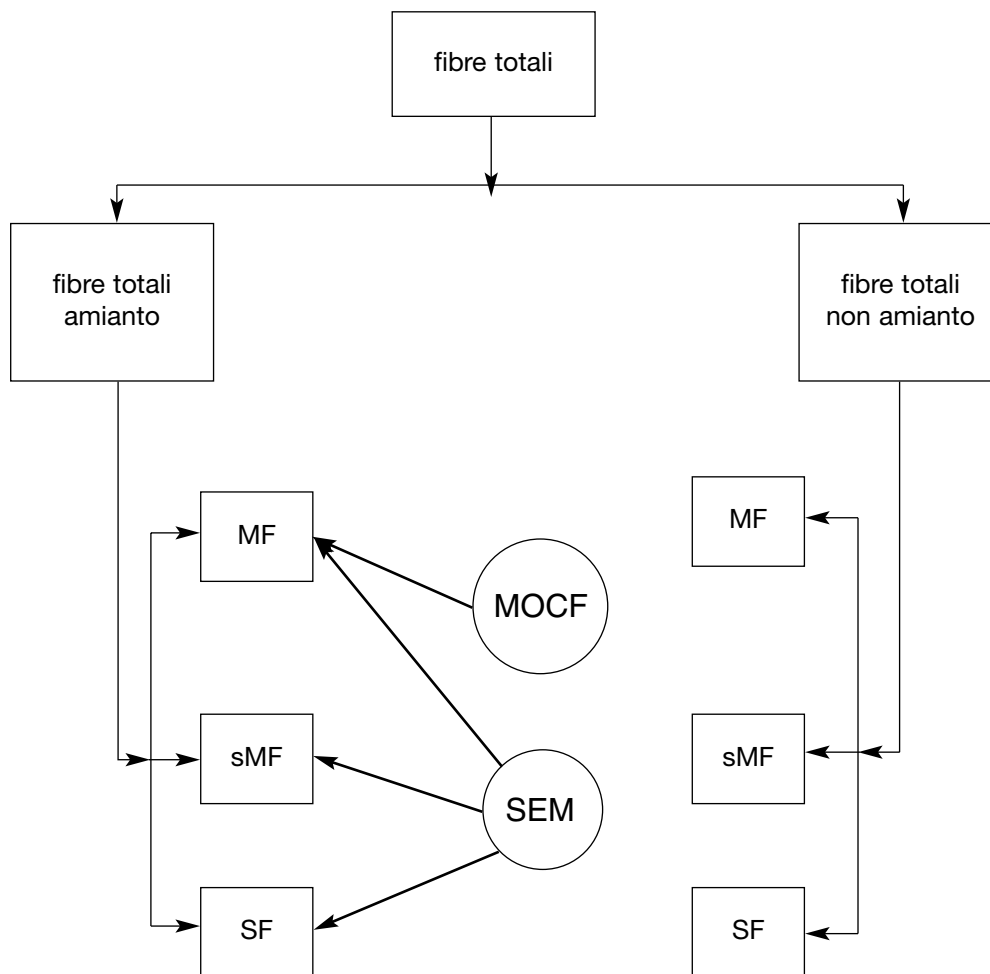 fibre totali
fibre totali
amianto
fibre totali
non amianto
MF
MF
MOCF
sMF
sMF
SEM
SF
SF